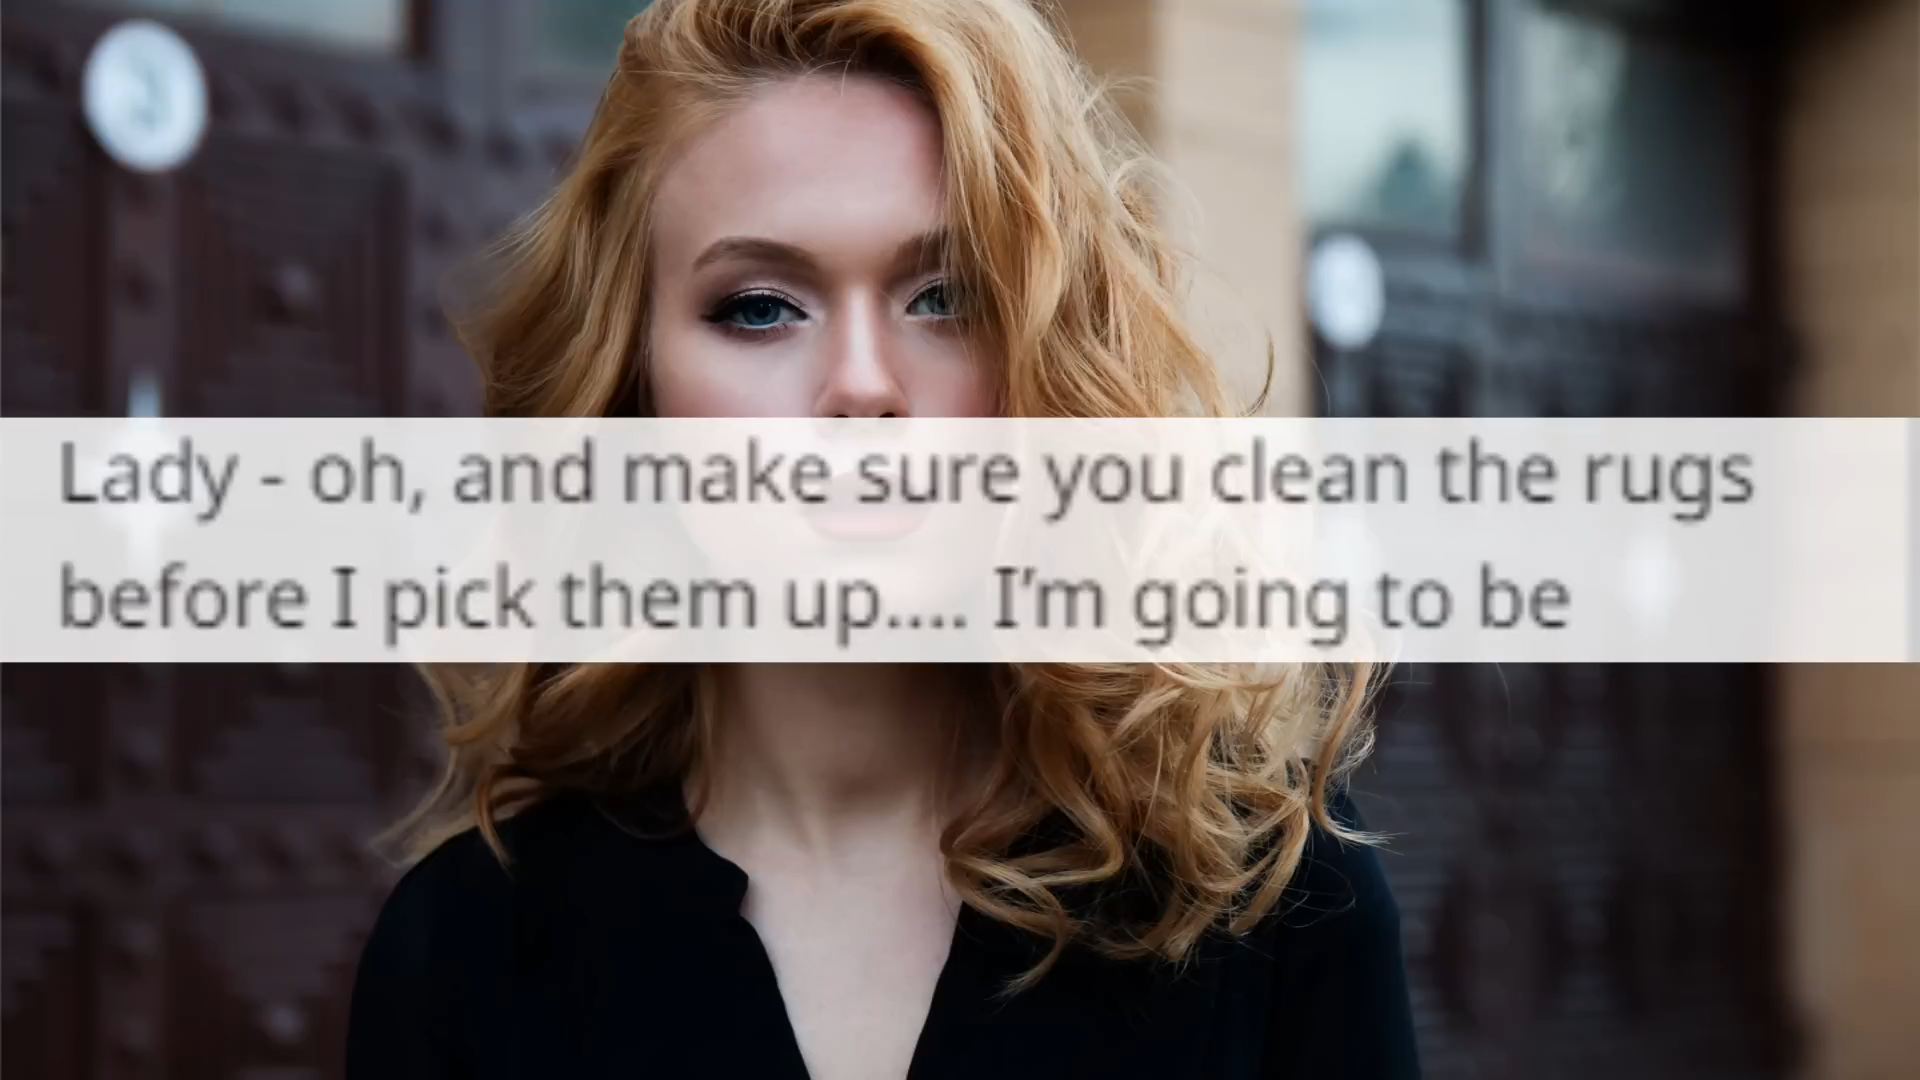 Lady - oh, and make sure you clean the rugs
before I pick them up.... I'm going to be